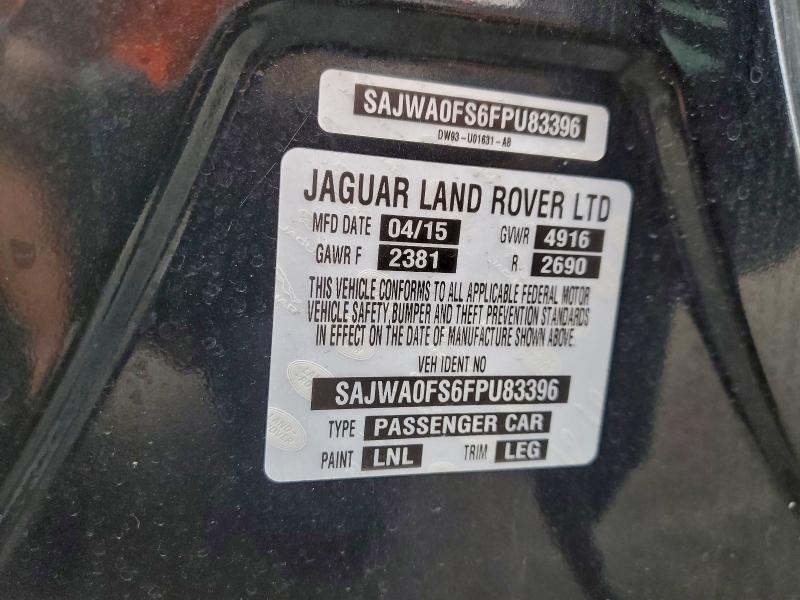 SAJWA0FS6FPU83396
DW93-U01631-AB
JAGUAR LAND ROVER LTD
MFD DATE 04/15 GVWR 4916
GAWR F 2381 R 2690
THIS VEHICLE CONFORMS TO ALL APPLICABLE FEDERAL MOTOR
VEHICLE SAFETY,BUMPER AND THEFT PREVENTION STANDARDS
IN EFFECT ON THE DATE OF MANUFACTURE SHOWN ABOVE.
VEH IDENT NO
SAJWA0FS6FPU83396
TYPE PASSENGER CAR
PAINT LNL TRIM LEG